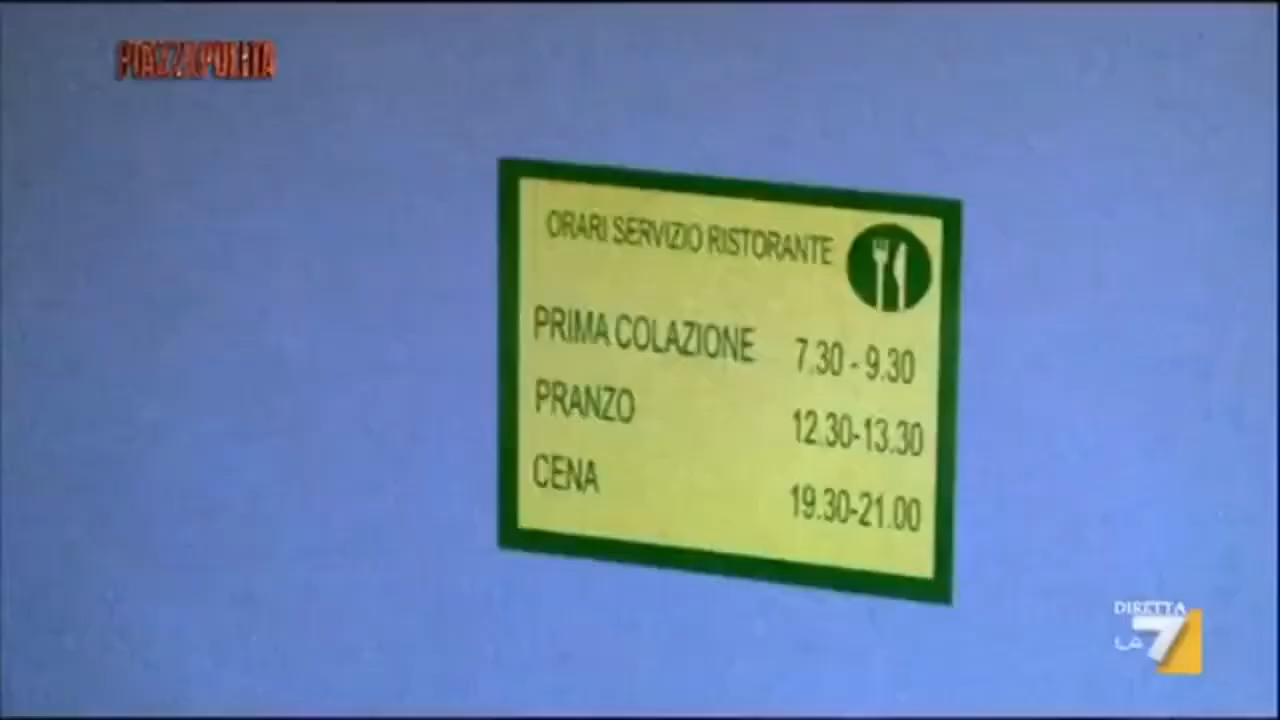 PIAZZAPULITA
ORARI SERVIZIO RISTORANTE
PRIMA COLAZIONE 7.30 - 9.30
PRANZO 12.30-13.30
CENA 19.30-21.00
DIRETTA
LA7